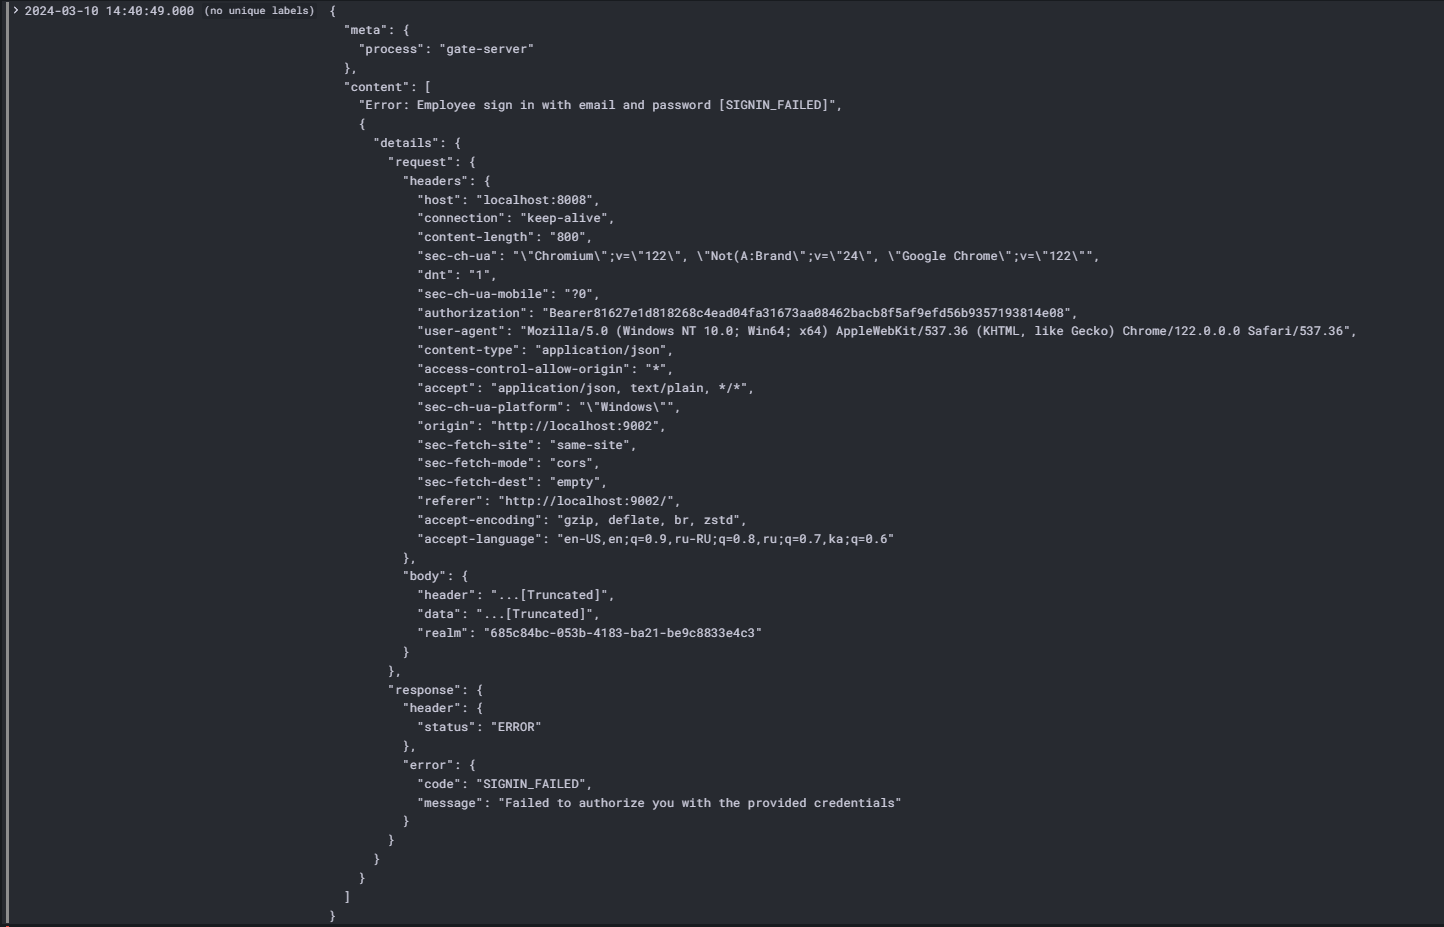 2024-03-10 14:40:49.000 (no unique labels) {
"meta": {
"process": "gate-server"
},
"content": [
"Error: Employee sign in with email and password [SIGNIN_FAILED]",
{
"details": {
"request": {
"headers": {
"host": "localhost:8008",
"connection": "keep-alive",
"content-length": "800",
"sec-ch-ua": "\"Chromium\";v=\"122\", \"Not(A:Brand\";v=\"24\", \"Google Chrome\";v=\"122\"",
"dnt": "1",
"sec-ch-ua-mobile": "?0",
"authorization": "Bearer81627e1d818268c4ead04fa31673aa08462bacb8f5af9efd56b9357193814e08",
"user-agent": "Mozilla/5.0 (Windows NT 10.0; Win64; x64) AppleWebKit/537.36 (KHTML, like Gecko) Chrome/122.0.0.0 Safari/537.36",
"content-type": "application/json",
"access-control-allow-origin": "*",
"accept": "application/json, text/plain, */*",
"sec-ch-ua-platform": "\"Windows\"",
"origin": "http://localhost:9002",
"sec-fetch-site": "same-site",
"sec-fetch-mode": "cors",
"sec-fetch-dest": "empty",
"referer": "http://localhost:9002/",
"accept-encoding": "gzip, deflate, br, zstd",
"accept-language": "en-US,en;q=0.9,ru-RU;q=0.8,ru;q=0.7,ka;q=0.6"
},
"body": {
"header": "...[Truncated]",
"data": "...[Truncated]",
"realm": "685c84bc-053b-4183-ba21-be9c8833e4c3"
}
},
"response": {
"header": {
"status": "ERROR"
},
"error": {
"code": "SIGNIN_FAILED",
"message": "Failed to authorize you with the provided credentials"
}
}
}
}
]
}